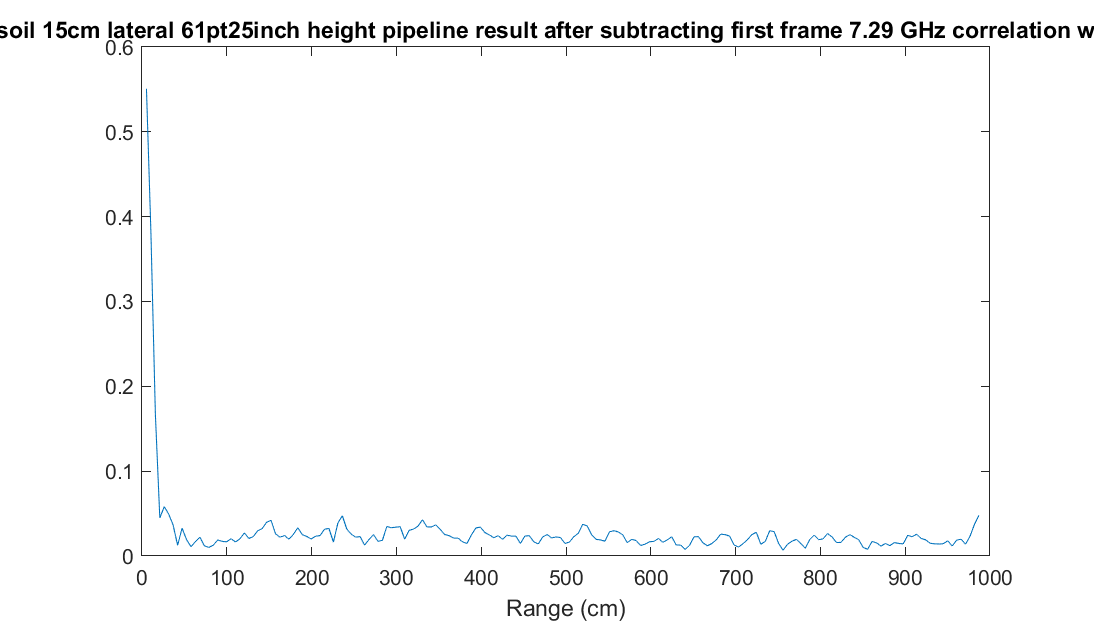 soil 15cm lateral 61pt25inch height pipeline result after subtracting first frame 7.29 GHz correlation w
0.6
0.5
0.4
0.3
0.2
0.1
0
0 100 200 300 400 500 600 700 800 900 1000
Range (cm)